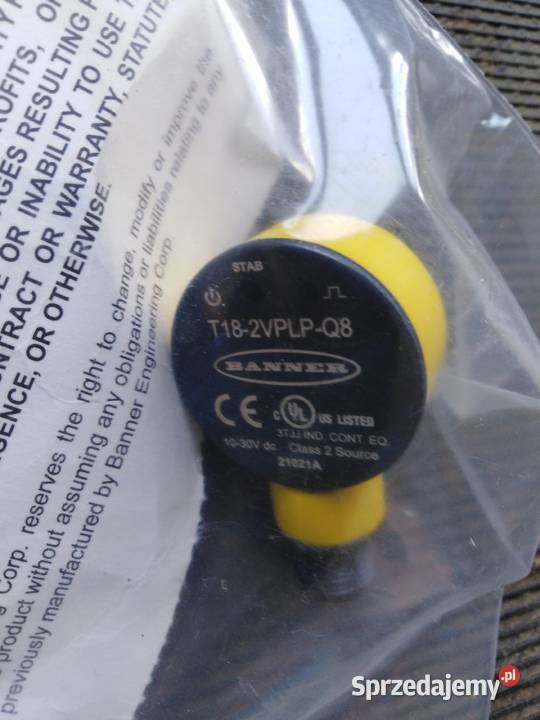 PROFITS, O
AGES RESULTING
OR INABILITY TO USE T
CONTRACT OR WARRANTY, STATUTE
GENCE, OR OTHERWISE.
Corp. reserves the right to change, modify or improve the
product without assuming any obligations or liabilities relating to any
previously manufactured by Banner Engineering Corp.
STAB
T18-2VPLP-Q8
BANNER
CE c UL US LISTED
3TJJ IND. CONT. EQ.
10-30V dc Class 2 Source
21021A
Sprzedajemy.pl